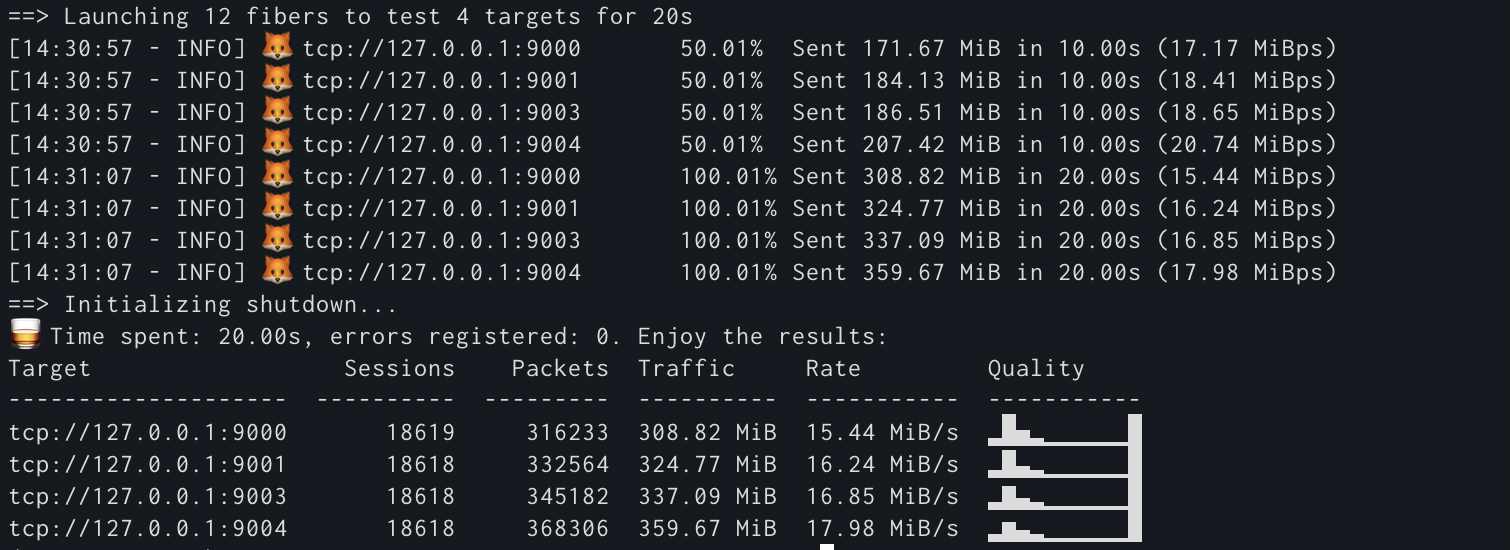 ==> Launching 12 fibers to test 4 targets for 20s
[14:30:57 - INFO] 🦊 tcp://127.0.0.1:9000       50.01%  Sent 171.67 MiB in 10.00s (17.17 MiBps)
[14:30:57 - INFO] 🦊 tcp://127.0.0.1:9001       50.01%  Sent 184.13 MiB in 10.00s (18.41 MiBps)
[14:30:57 - INFO] 🦊 tcp://127.0.0.1:9003       50.01%  Sent 186.51 MiB in 10.00s (18.65 MiBps)
[14:30:57 - INFO] 🦊 tcp://127.0.0.1:9004       50.01%  Sent 207.42 MiB in 10.00s (20.74 MiBps)
[14:31:07 - INFO] 🦊 tcp://127.0.0.1:9000       100.01% Sent 308.82 MiB in 20.00s (15.44 MiBps)
[14:31:07 - INFO] 🦊 tcp://127.0.0.1:9001       100.01% Sent 324.77 MiB in 20.00s (16.24 MiBps)
[14:31:07 - INFO] 🦊 tcp://127.0.0.1:9003       100.01% Sent 337.09 MiB in 20.00s (16.85 MiBps)
[14:31:07 - INFO] 🦊 tcp://127.0.0.1:9004       100.01% Sent 359.67 MiB in 20.00s (17.98 MiBps)
==> Initializing shutdown...
🥃 Time spent: 20.00s, errors registered: 0. Enjoy the results:
Target                  Sessions    Packets  Traffic     Rate         Quality
--------------------  ----------  ---------  ----------  -----------  -----------
tcp://127.0.0.1:9000       18619     316233  308.82 MiB  15.44 MiB/s
tcp://127.0.0.1:9001       18618     332564  324.77 MiB  16.24 MiB/s
tcp://127.0.0.1:9003       18618     345182  337.09 MiB  16.85 MiB/s
tcp://127.0.0.1:9004       18618     368306  359.67 MiB  17.98 MiB/s